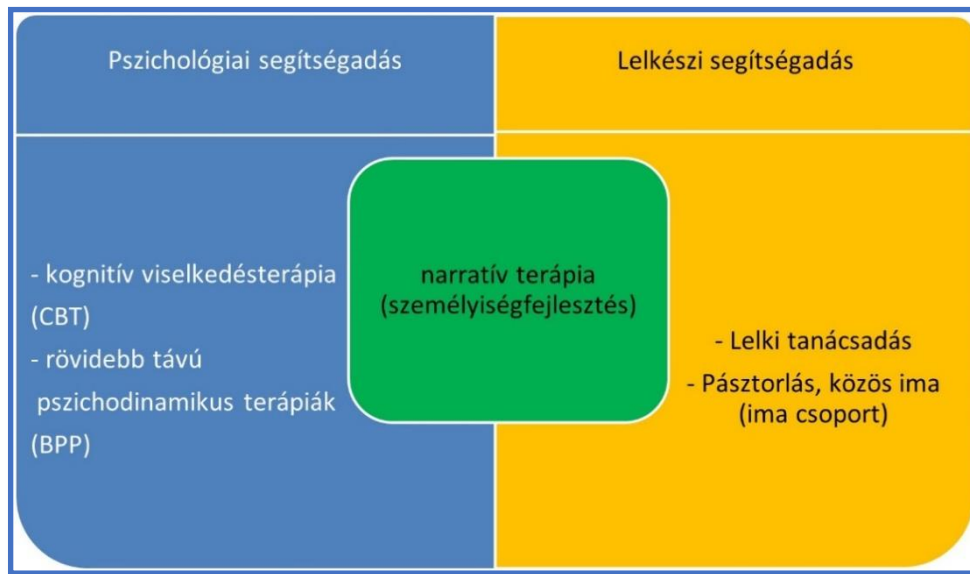 Pszichológiai segítségadás
Lelkészi segítségadás
- kognitív viselkedésterápia
(CBT)
- rövidebb távú
pszichodinamikus terápiák
(BPP)
narratív terápia
(személyiségfejlesztés)
- Lelki tanácsadás
- Pásztorlás, közös ima
(ima csoport)